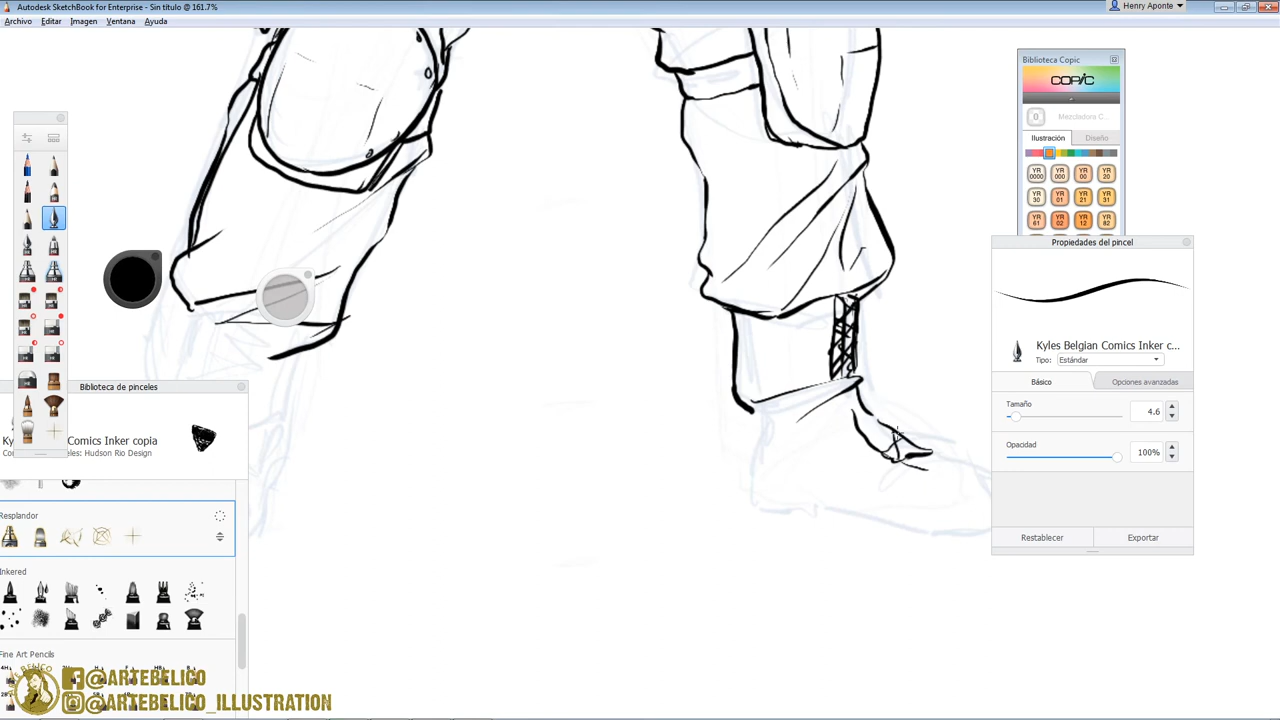 Autodesk SketchBook for Enterprise - Sin título @ 161.7%
Henry Aponte
Archivo Editar Imagen Ventana Ayuda
Biblioteca Copic
COPIC
0 Mezcladora C...
Ilustración Diseño
YR 0000 YR 000 YR 00 YR 20
YR 30 YR 01 YR 21 YR 31
YR 61 YR 02 YR 12 YR 82
Propiedades del pincel
Kyles Belgian Comics Inker c...
Tipo: Estándar
Básico Opciones avanzadas
Tamaño
4.6
Opacidad
100%
Restablecer Exportar
Biblioteca de pinceles
Comics Inker copia
Hudson Rio Design
Resplandor
Inkered
Fine Art Pencils
@ARTEBELICO
@ARTEBELICO_ILLUSTRATION